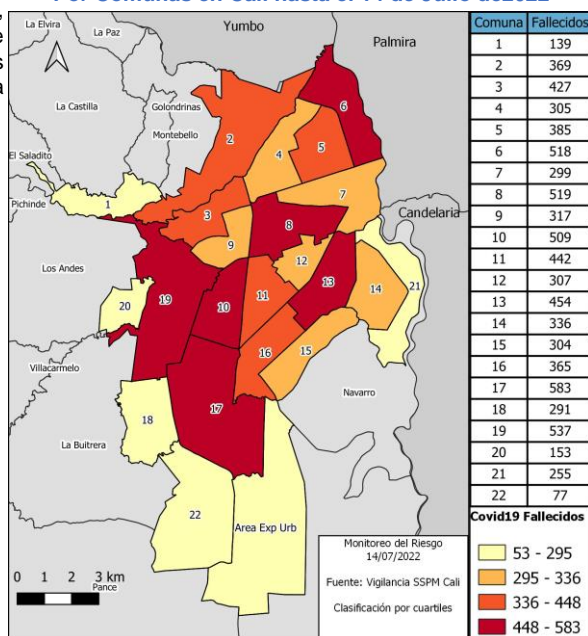 Por Comunas en Cali hasta el 14 de Julio de2022
La Elvira
La Paz
Yumbo
Palmira
La Castilla
Golondrinas
Montebello
El Saladito
Pichinde
Los Andes
Villacarmelo
La Buitrera
Pance
Candelaria
Navarro
Area Exp Urb
1
2
3
4
5
6
7
8
9
10
11
12
13
14
15
16
17
18
19
20
21
22
0 1 2 3 km
Monitoreo del Riesgo
14/07/2022
Fuente: Vigilancia SSPM Cali
Clasificación por cuartiles
Comuna Fallecidos
1 139
2 369
3 427
4 305
5 385
6 518
7 299
8 519
9 317
10 509
11 442
12 307
13 454
14 336
15 304
16 365
17 583
18 291
19 537
20 153
21 255
22 77
Covid19 Fallecidos
53 - 295
295 - 336
336 - 448
448 - 583